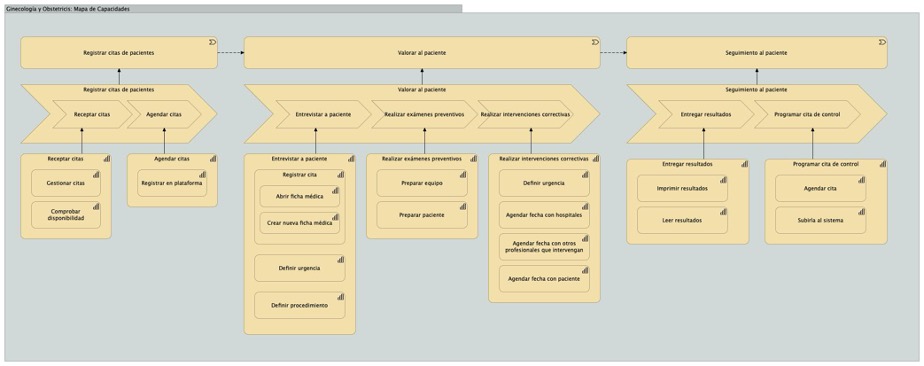 Ginecología y Obstetricis: Mapa de Capacidades
Registrar citas de pacientes
Valorar al paciente
Seguimiento al paciente
Registrar citas de pacientes
Receptar citas
Agendar citas
Valorar al paciente
Entrevistar a paciente
Realizar exámenes preventivos
Realizar intervenciones correctivas
Seguimiento al paciente
Entregar resultados
Programar cita de control
Receptar citas
Gestionar citas
Comprobar
disponibilidad
Agendar citas
Registrar en plataforma
Entrevistar a paciente
Registrar cita
Abrir ficha médica
Crear nueva ficha médica
Definir urgencia
Definir procedimiento
Realizar exámenes preventivos
Preparar equipo
Preparar paciente
Realizar intervenciones correctivas
Definir urgencia
Agendar fecha con hospitales
Agendar fecha con otros
profesionales que intervengan
Agendar fecha con paciente
Entregar resultados
Imprimir resultados
Leer resultados
Programar cita de control
Agendar cita
Subirla al sistema